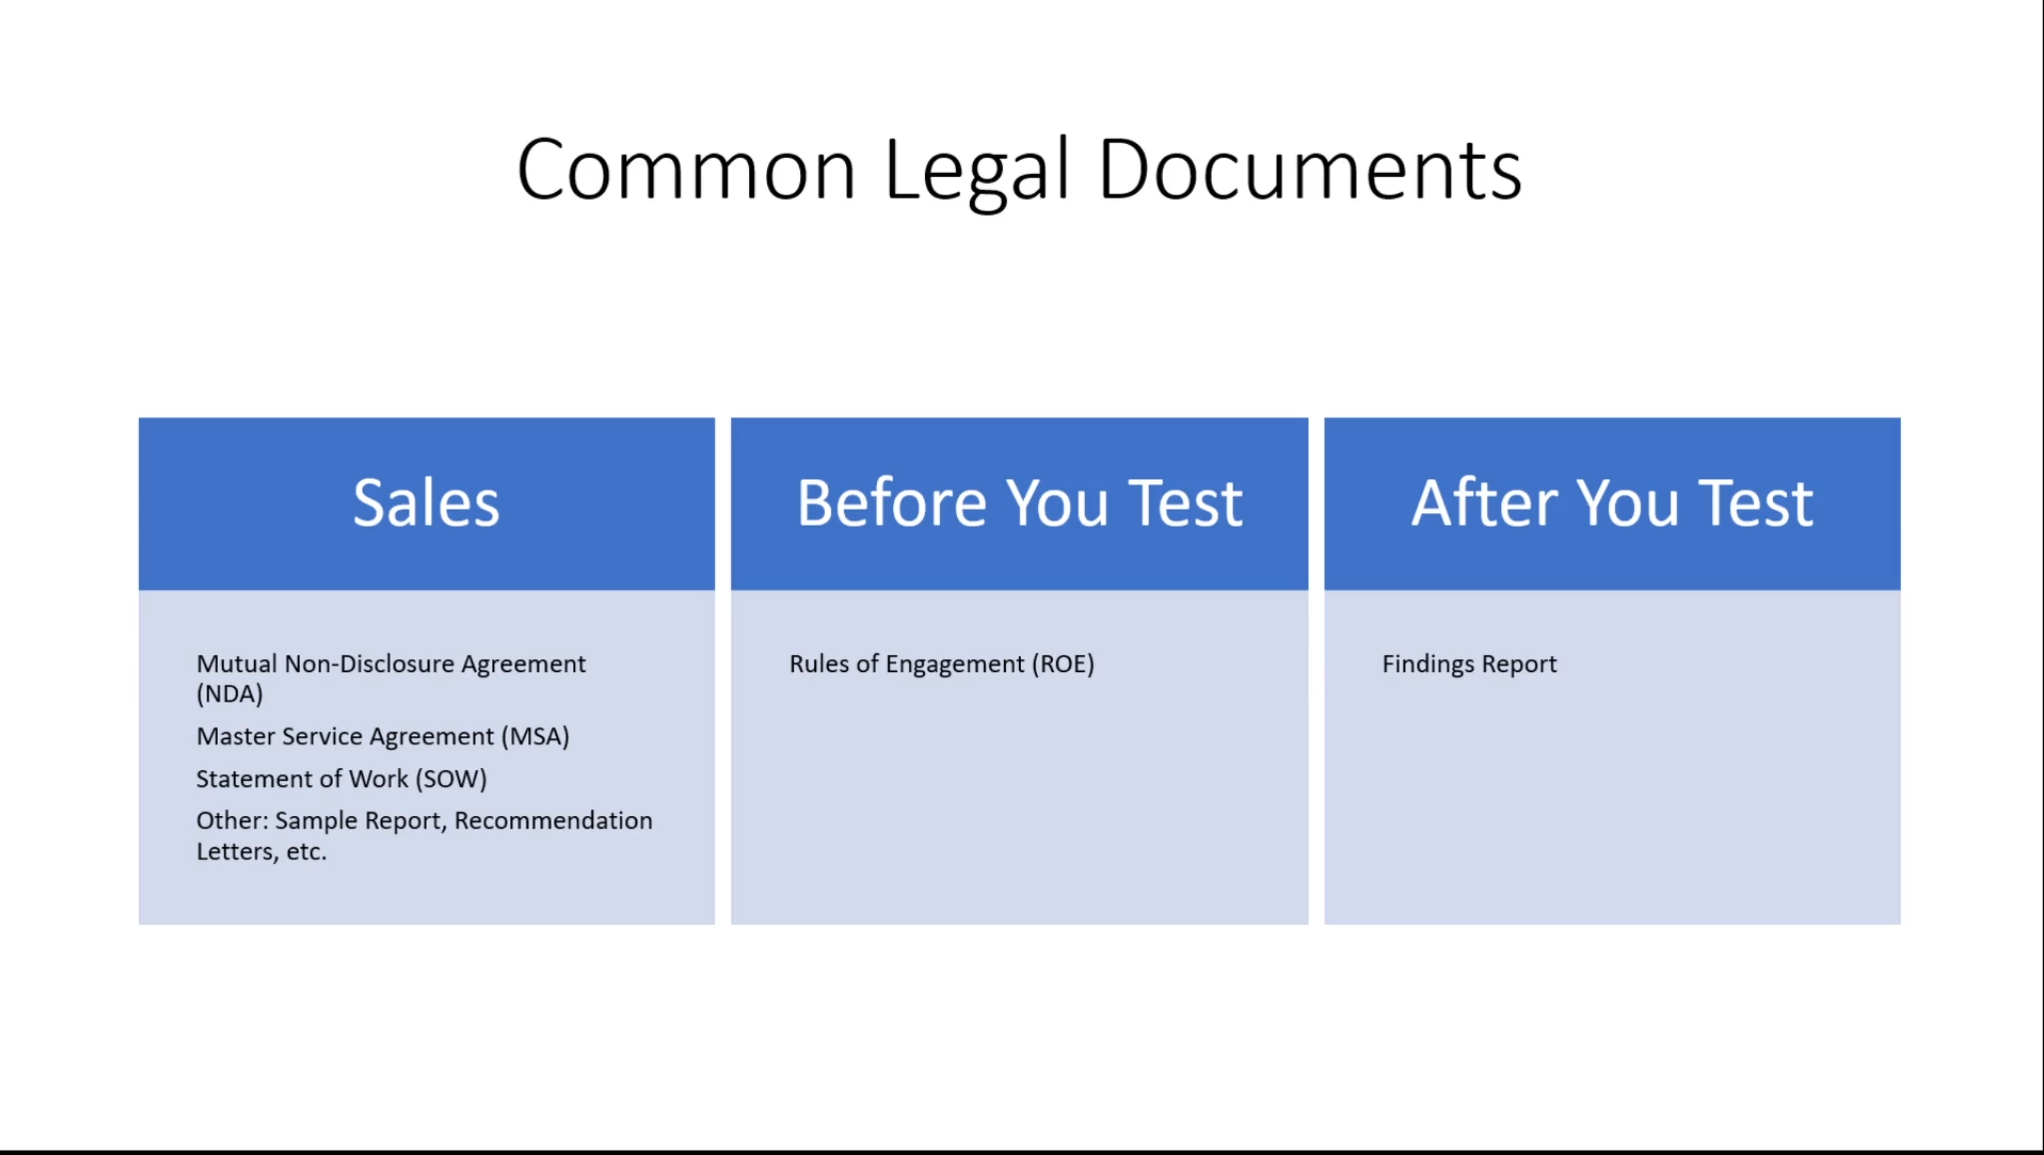 Common Legal Documents
Sales
Mutual Non-Disclosure Agreement
(NDA)
Master Service Agreement (MSA)
Statement of Work (SOW)
Other: Sample Report, Recommendation
Letters, etc.
Before You Test
Rules of Engagement (ROE)
After You Test
Findings Report